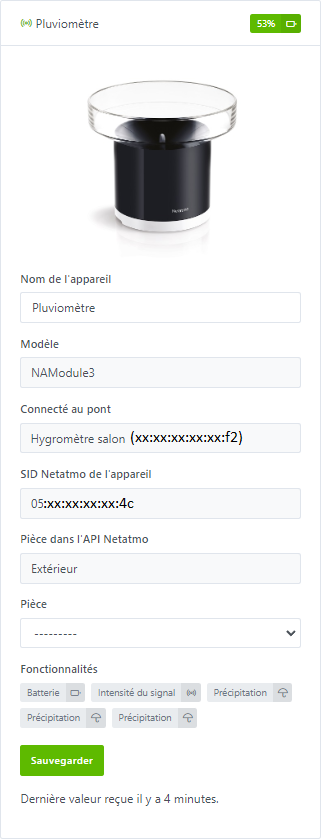 Pluviomètre
53%
Nom de l'appareil
Pluviomètre
Modèle
NAModule3
Connecté au pont
Hygromètre salon (xx:xx:xx:xx:xx:f2)
SID Netatmo de l'appareil
05:xx:xx:xx:xx:4c
Pièce dans l'API Netatmo
Extérieur
Pièce
---------
Fonctionnalités
Batterie Intensité du signal Précipitation
Précipitation Précipitation
Sauvegarder
Dernière valeur reçue il y a 4 minutes.